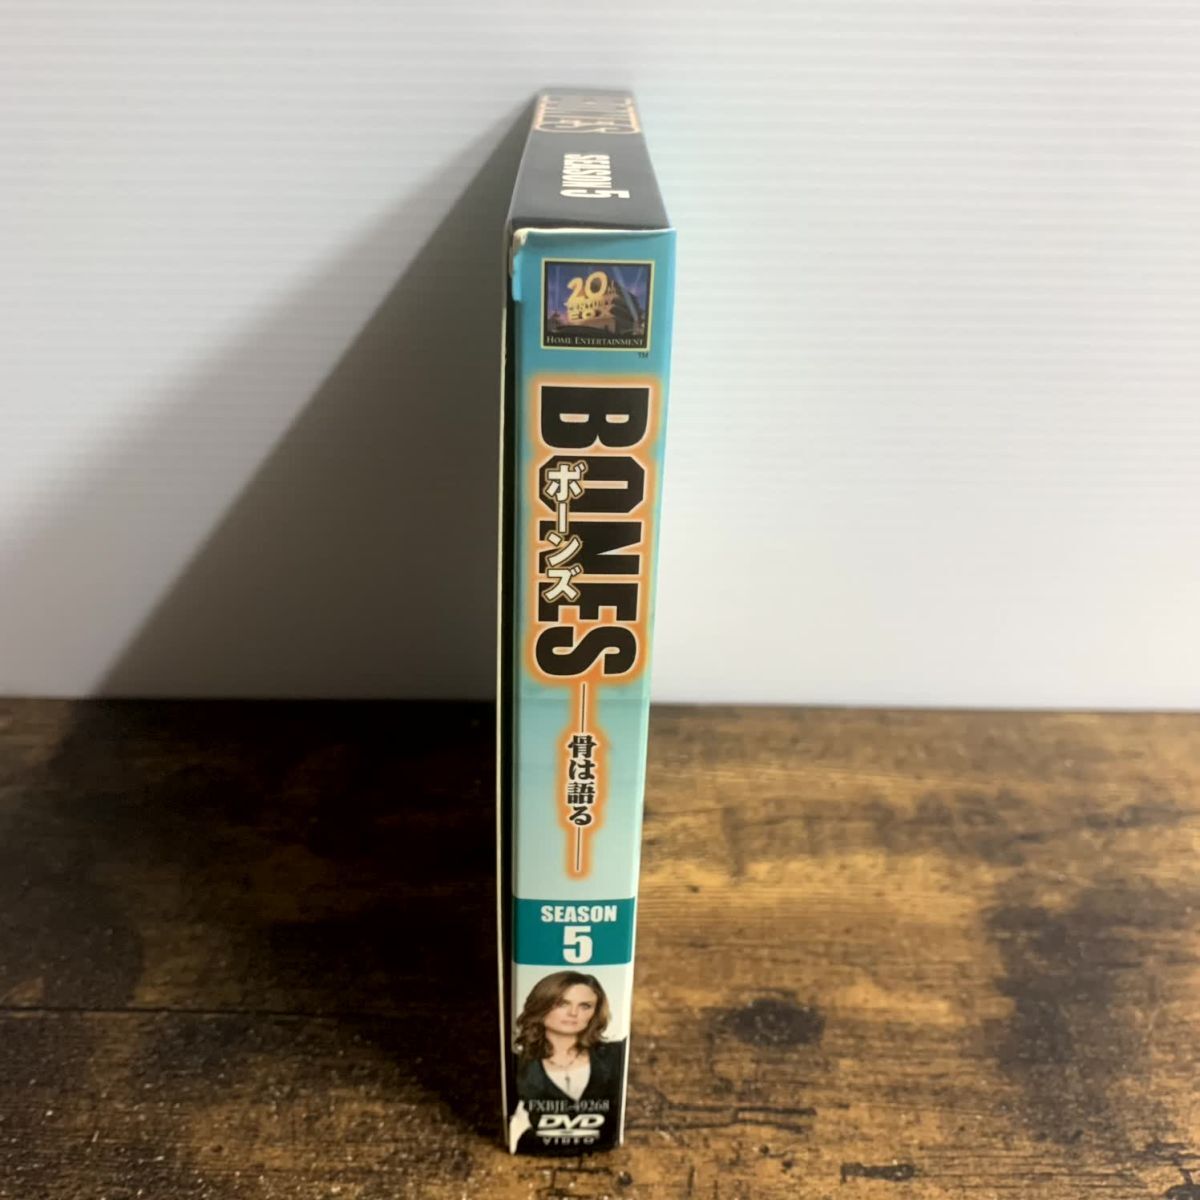 BONES
SEASON 5
20th
CENTURY
FOX
HOME ENTERTAINMENT
TM
BONES
ボーンズ
―骨は語る―
SEASON
5
FXBJE-49268
DVD
VIDEO